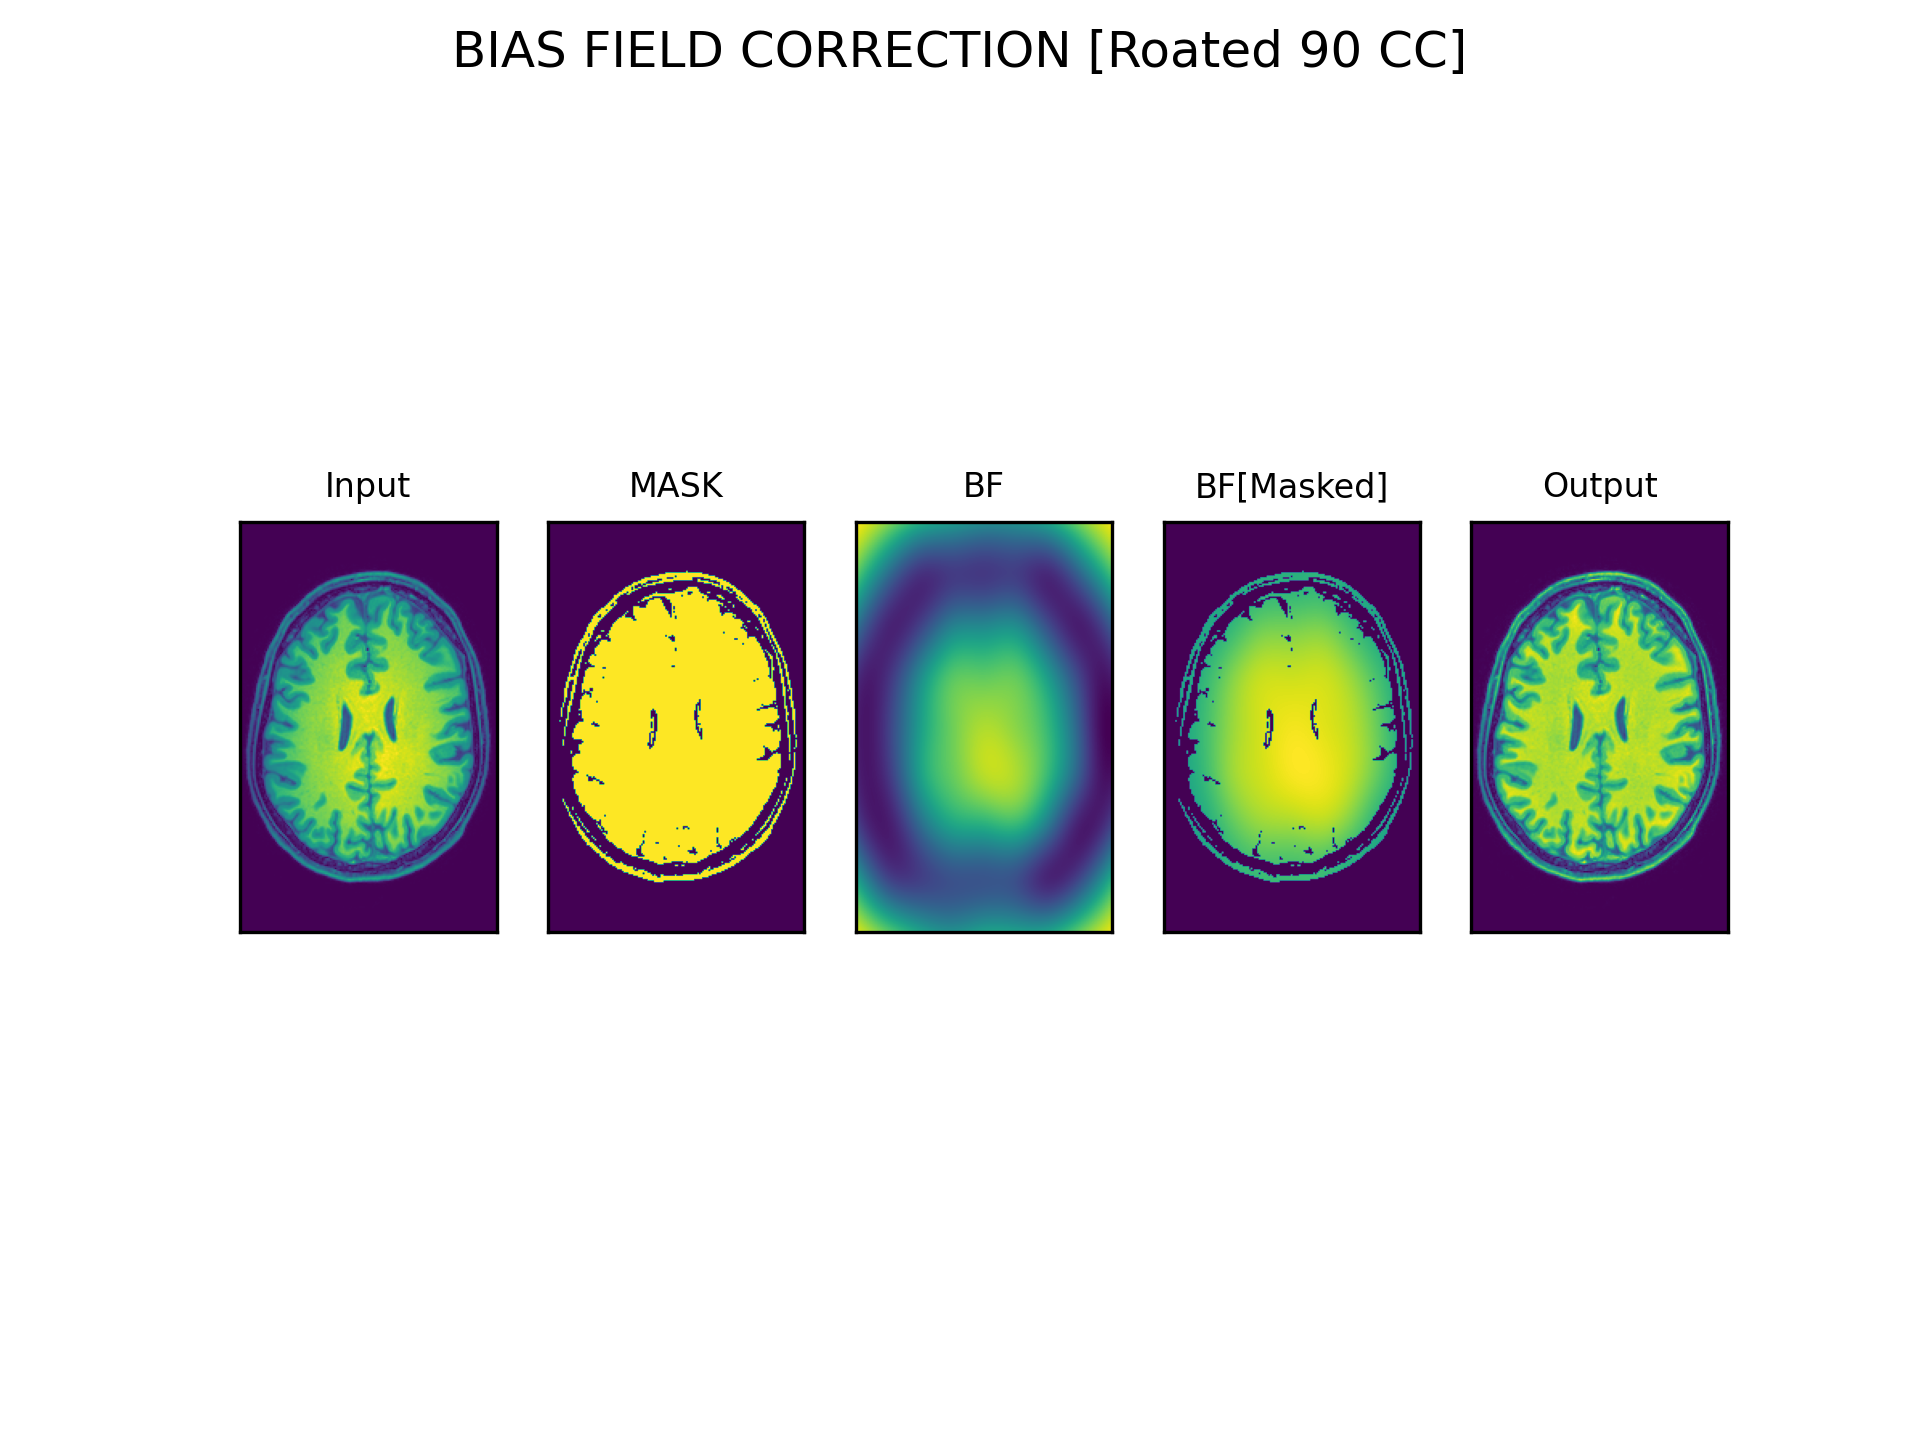 BIAS FIELD CORRECTION [Roated 90 CC]
Input
MASK
BF
BF[Masked]
Output